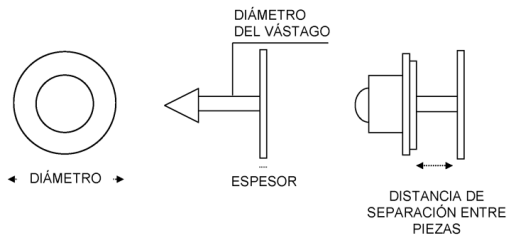 DIÁMETRO
DEL VÁSTAGO
DIÁMETRO
ESPESOR
DISTANCIA DE
SEPARACIÓN ENTRE
PIEZAS